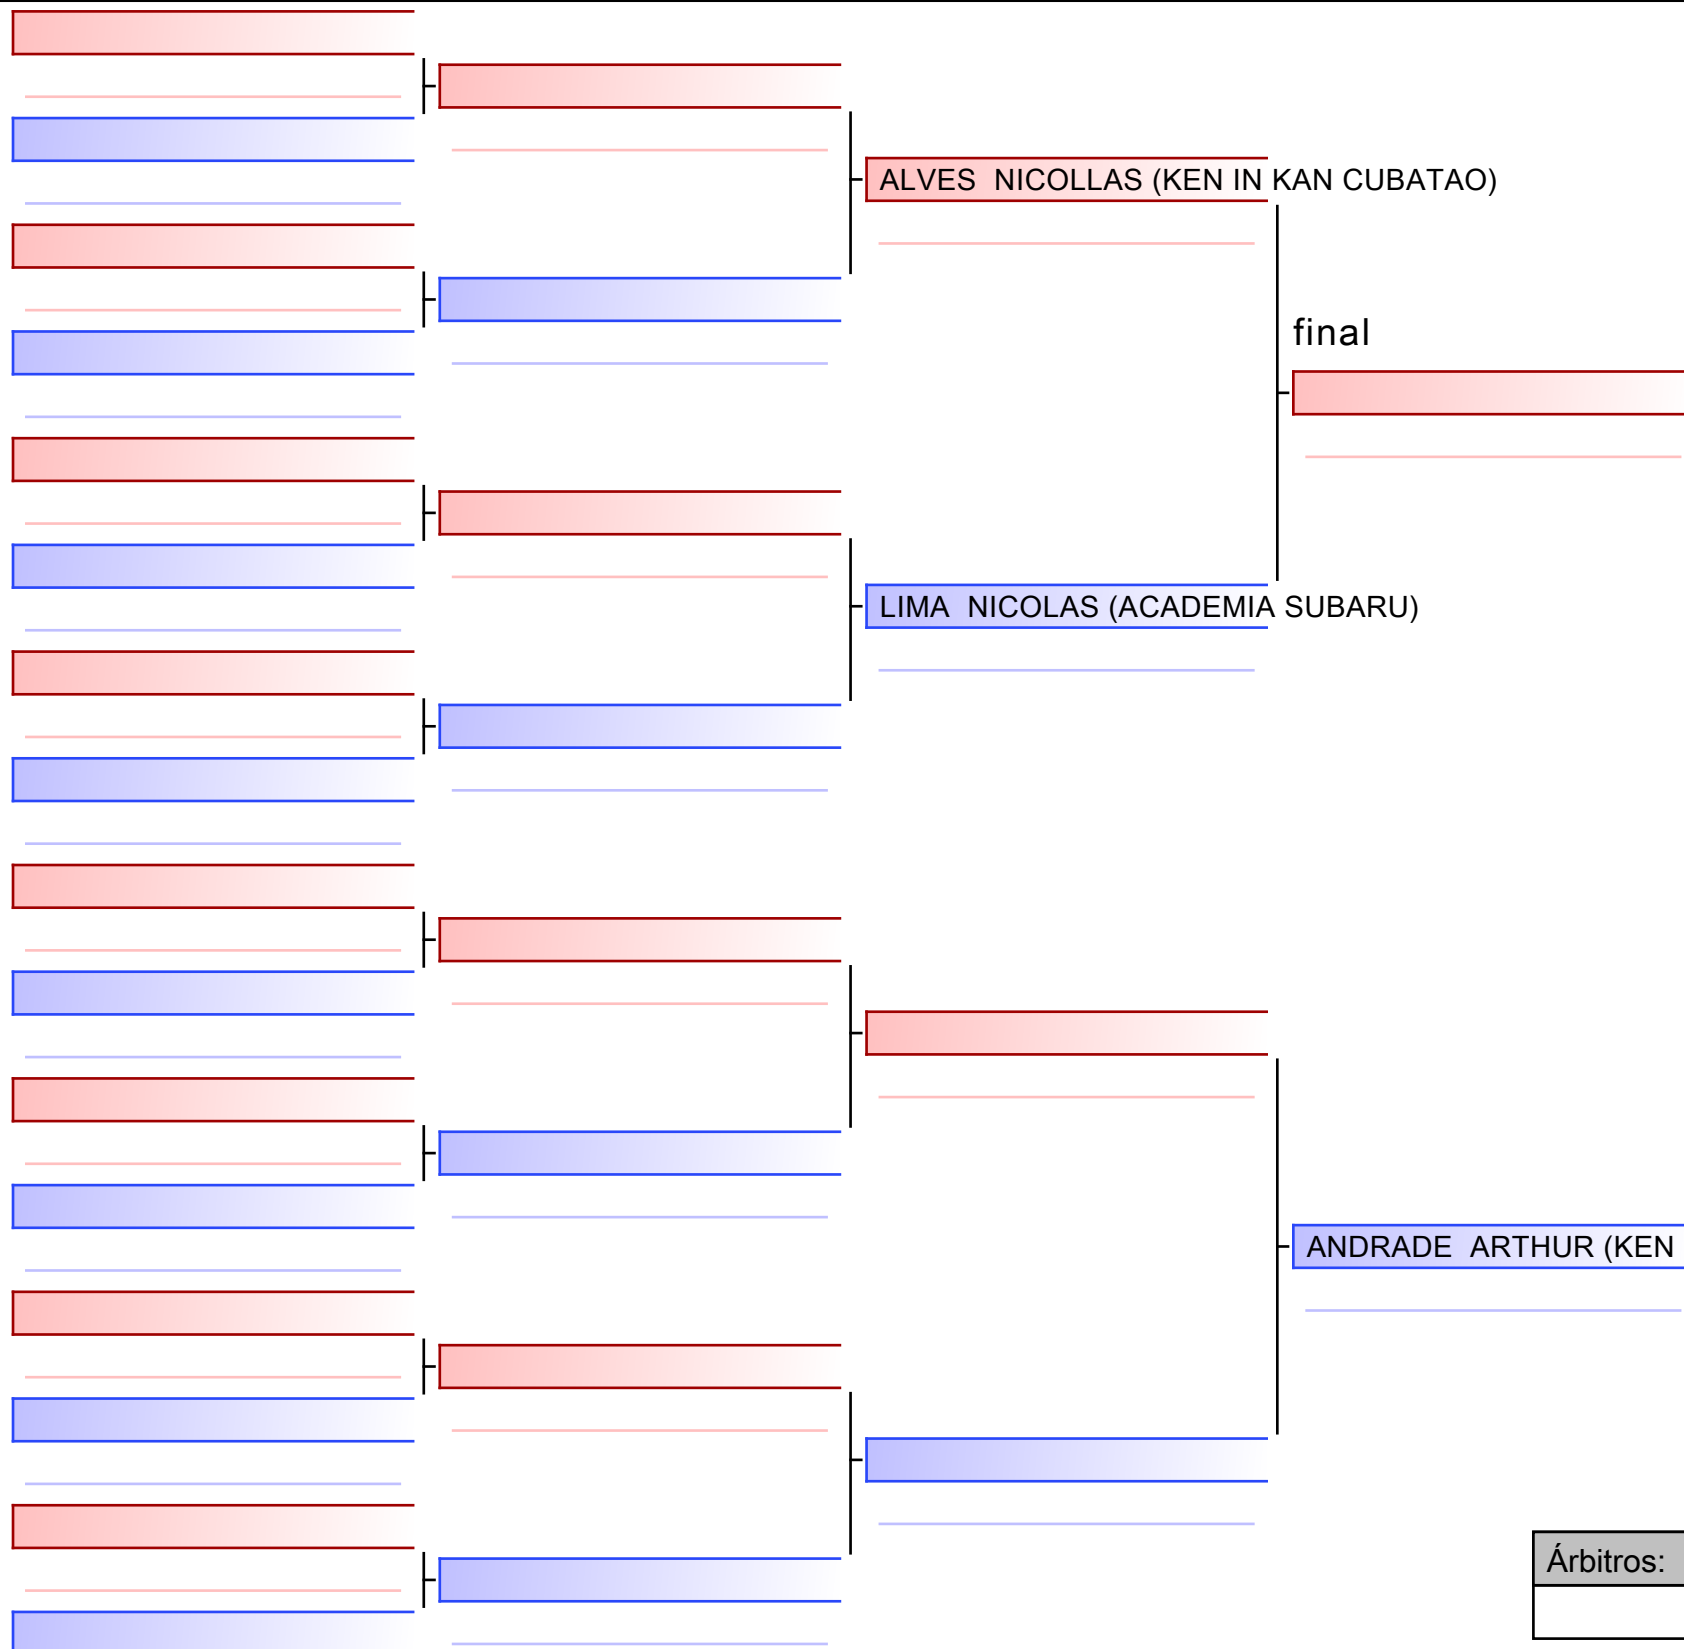 ALVES  NICOLLAS (KEN IN KAN CUBATAO)
final
LIMA  NICOLAS (ACADEMIA SUBARU)
ANDRADE  ARTHUR (KEN
Árbitros: